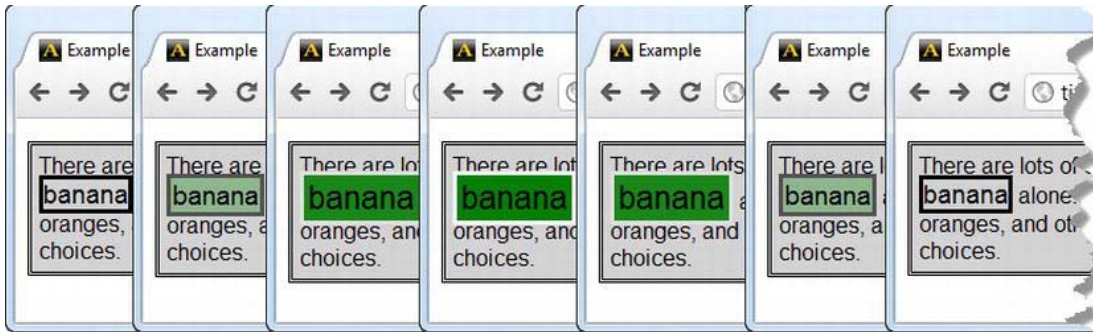 A Example
There are
banana
oranges,
choices.
A Example
There are
banana
oranges, a
choices.
A Example
There are lot
banana
oranges, and
choices.
A Example
There are lot
banana
oranges, and
choices.
A Example
There are lots
banana a
oranges, and
choices.
A Example
There are l
banana a
oranges, a
choices.
A Example
ti
There are lots of
banana alone.
oranges, and ot
choices.